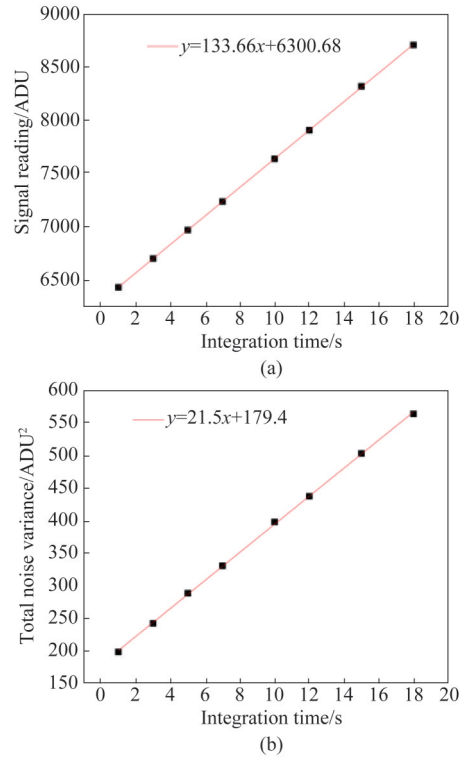 9000
8500
8000
7500
7000
6500
Signal reading/ADU
y=133.66x+6300.68
0 2 4 6 8 10 12 14 16 18 20
Integration time/s
(a)
600
550
500
450
400
350
300
250
200
150
Total noise variance/ADU²
y=21.5x+179.4
0 2 4 6 8 10 12 14 16 18 20
Integration time/s
(b)